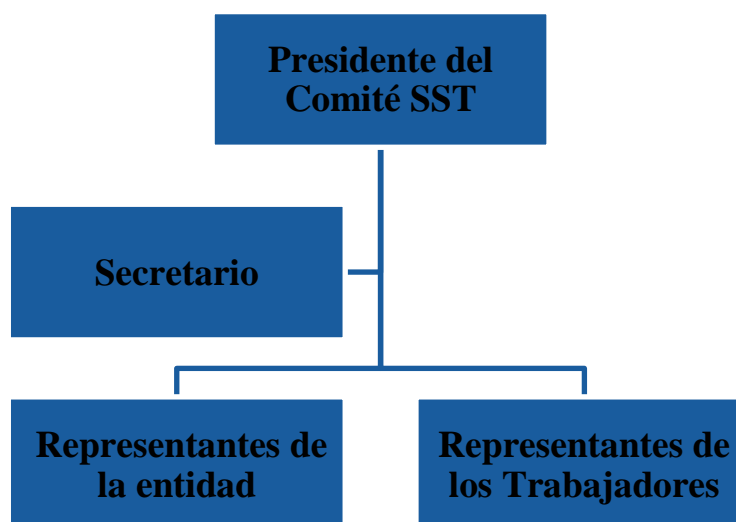 Presidente del
Comité SST
Secretario
Representantes de
la entidad
Representantes de
los Trabajadores